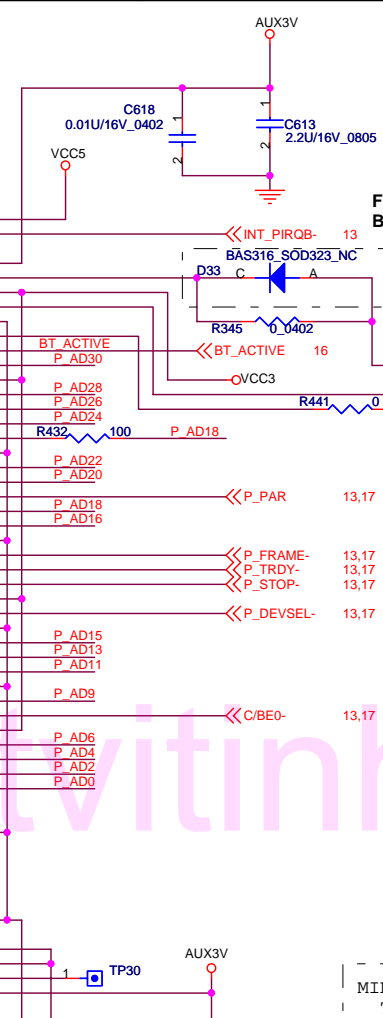 AUX3V
1
C618
0.01U/16V_0402
1
C613
2.2U/16V_0805
2
2
VCC5
F
B
INT_PIRQB- 13
BAS316_SOD323_NC
D33 C A
R345 0_0402
BT_ACTIVE
BT_ACTIVE 16
P_AD30
VCC3
P_AD28
P_AD26
R441 0
P_AD24
R432 100 P_AD18
P_AD22
P_AD20
P_PAR 13,17
P_AD18
P_AD16
P_FRAME- 13,17
P_TRDY- 13,17
P_STOP- 13,17
P_DEVSEL- 13,17
P_AD15
P_AD13
P_AD11
P_AD9
C/BE0- 13,17
tvitinh
P_AD6
P_AD4
P_AD2
P_AD0
AUX3V
1 TP30
MI